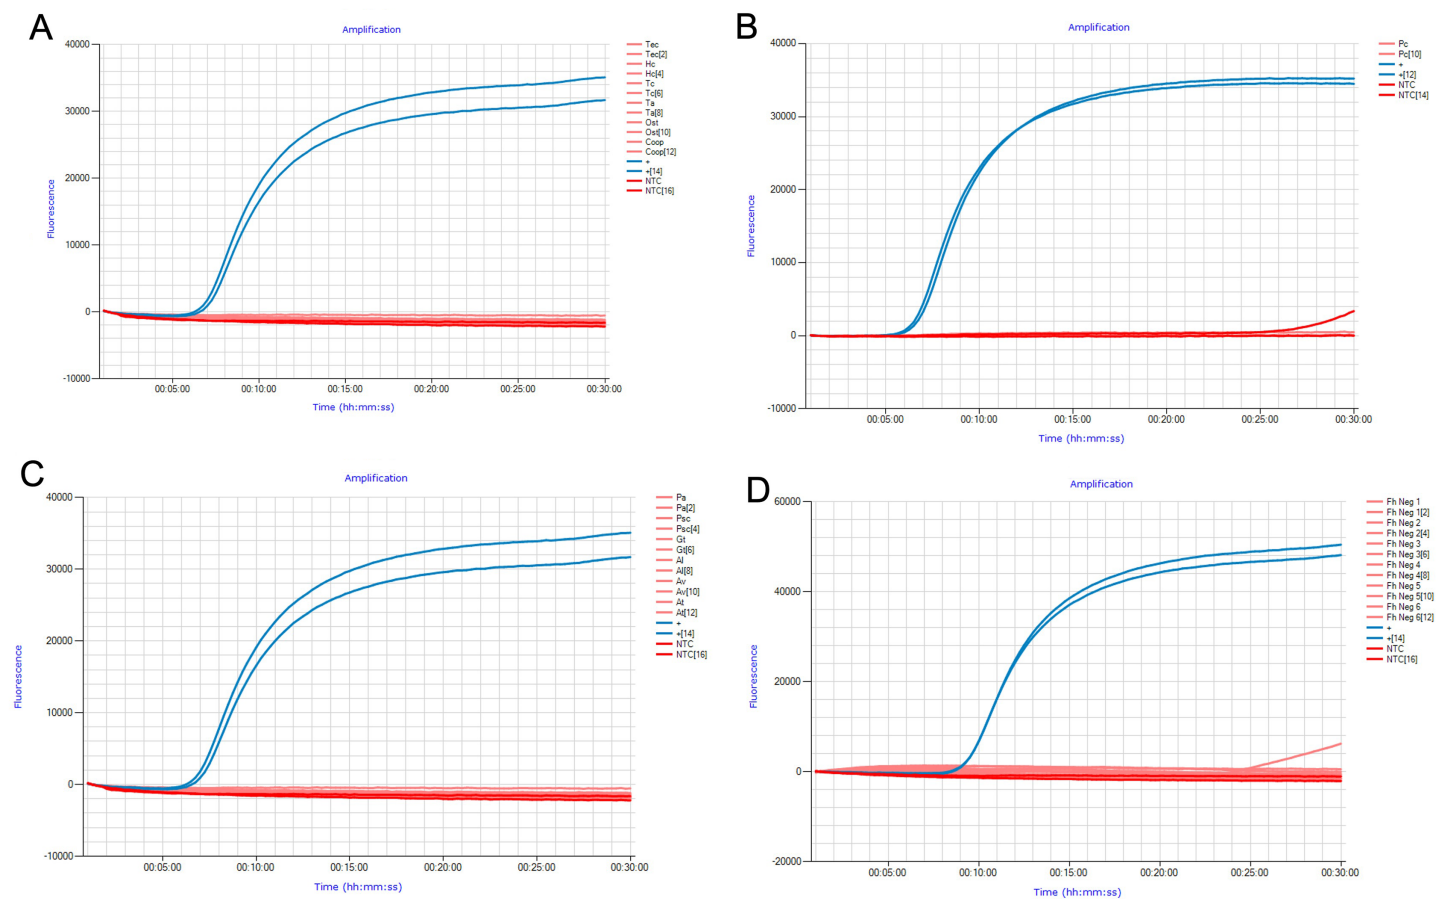 A
Amplification
40000
30000
20000
10000
0
-10000
Fluorescence
00:05:00 00:10:00 00:15:00 00:20:00 00:25:00 00:30:00
Time (hh:mm:ss)
Tec
Tec[2]
Hc
Hc[4]
Tc
Tc[6]
Ta
Ta[8]
Ost
Ost[10]
Coop
Coop[12]
+
+[14]
NTC
NTC[16]
B
Amplification
40000
30000
20000
10000
0
-10000
Fluorescence
00:05:00 00:10:00 00:15:00 00:20:00 00:25:00 00:30:00
Time (hh:mm:ss)
Pc
Pc[10]
+
+[12]
NTC
NTC[14]
C
Amplification
40000
30000
20000
10000
0
-10000
Fluorescence
00:05:00 00:10:00 00:15:00 00:20:00 00:25:00 00:30:00
Time (hh:mm:ss)
Pa
Pa[2]
Psc
Psc[4]
Gt
Gt[6]
Al
Al[8]
Av
Av[10]
At
At[12]
+
+[14]
NTC
NTC[16]
D
Amplification
60000
40000
20000
0
-20000
Fluorescence
00:05:00 00:10:00 00:15:00 00:20:00 00:25:00 00:30:00
Time (hh:mm:ss)
Fh Neg 1
Fh Neg 1[2]
Fh Neg 2
Fh Neg 2[4]
Fh Neg 3
Fh Neg 3[6]
Fh Neg 4
Fh Neg 4[8]
Fh Neg 5
Fh Neg 5[10]
Fh Neg 6
Fh Neg 6[12]
+
+[14]
NTC
NTC[16]